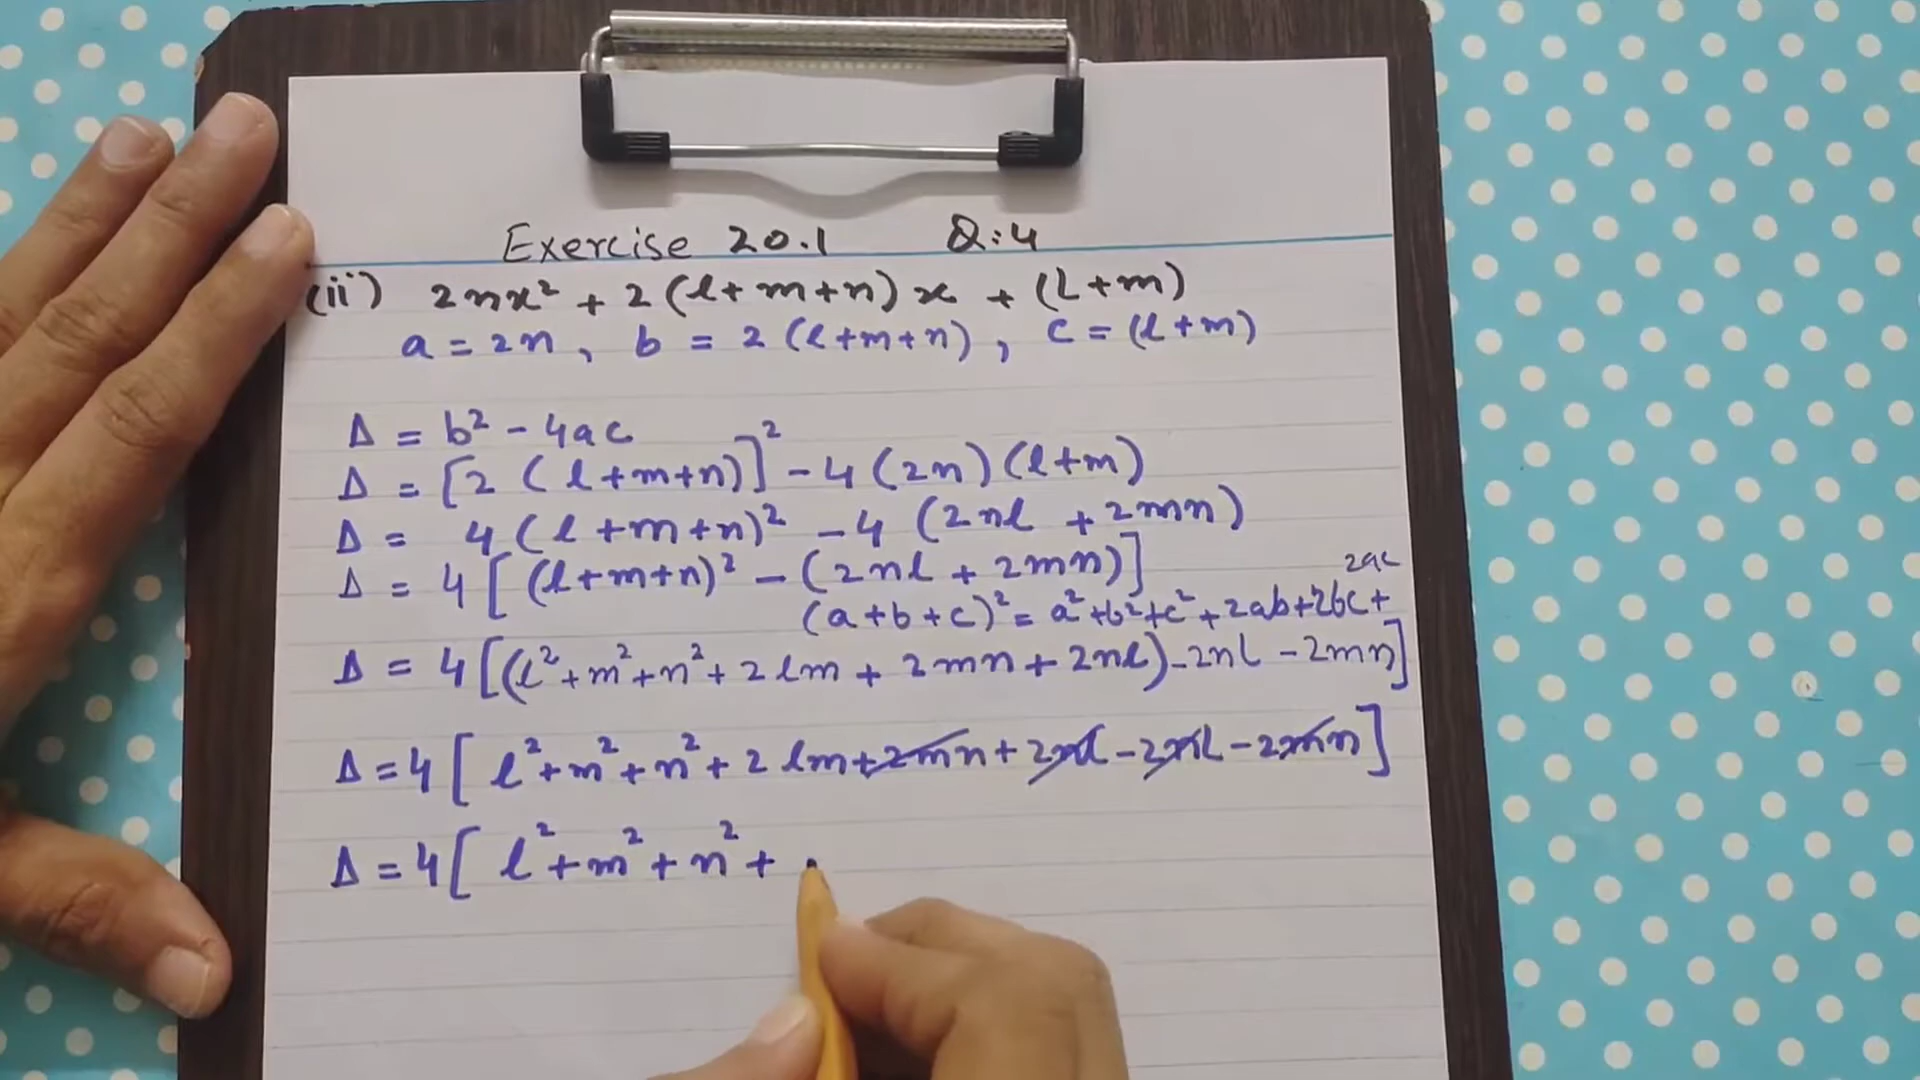 Exercise 20.1 Q:4
(ii) 2nx² + 2(l+m+n)x + (l+m)
a = 2n, b = 2(l+m+n), c = (l+m)
Δ = b² - 4ac
Δ = [2(l+m+n)]² - 4(2n)(l+m)
Δ = 4(l+m+n)² - 4(2nl + 2mn)
Δ = 4[(l+m+n)² - (2nl + 2mn)]
(a+b+c)² = a²+b²+c²+2ab+2bc+2ac
Δ = 4[(l²+m²+n²+2lm+2mn+2nl)-2nl-2mn]
Δ = 4[l²+m²+n²+2lm+2mn+2nl-2nl-2mn]
Δ = 4[l²+m²+n²+